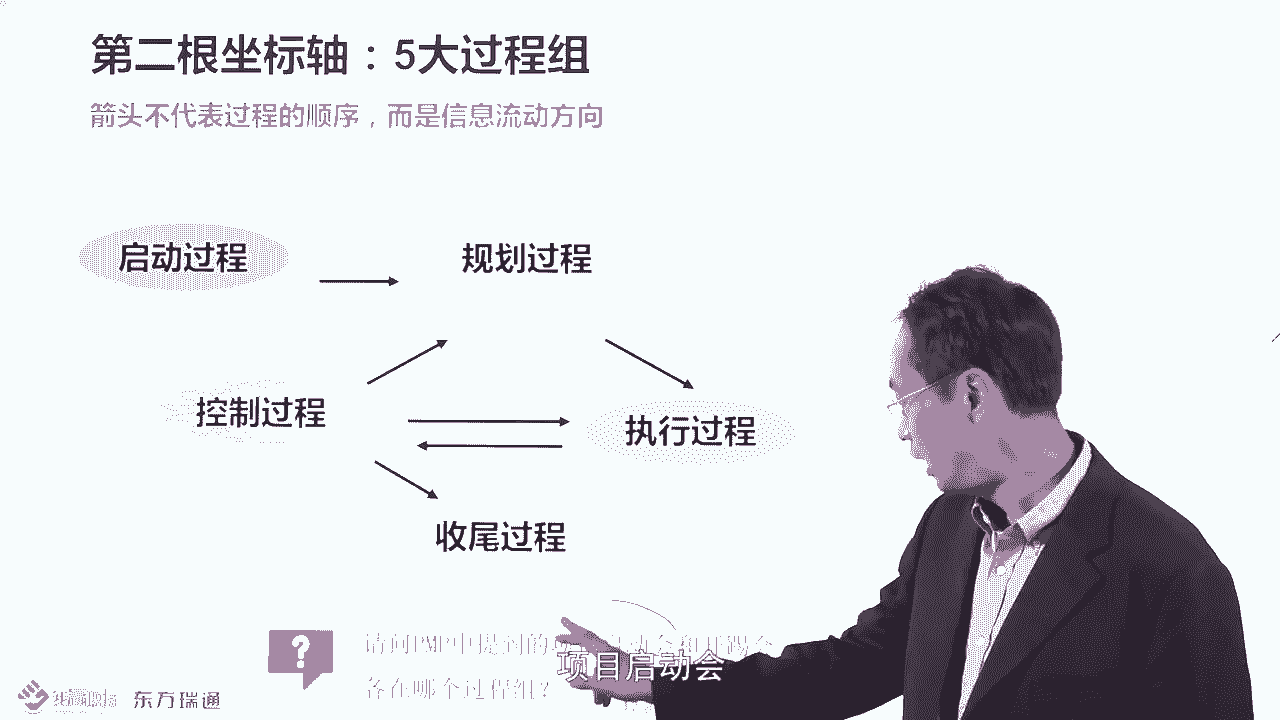 第二根坐标轴：5大过程组
箭头不代表过程的顺序，而是信息流动方向
启动过程
规划过程
控制过程
执行过程
收尾过程
?
请问PMP中提到的
和开踢会
项目启动会
各在哪个过程组？
东方瑞通